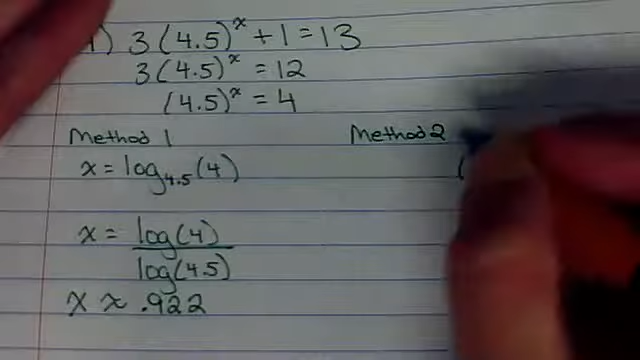 1) 3(4.5)^x + 1 = 13
3(4.5)^x = 12
(4.5)^x = 4
Method 1
x = log_4.5(4)
x = log(4)/log(4.5)
x ≈ .922
Method 2
(